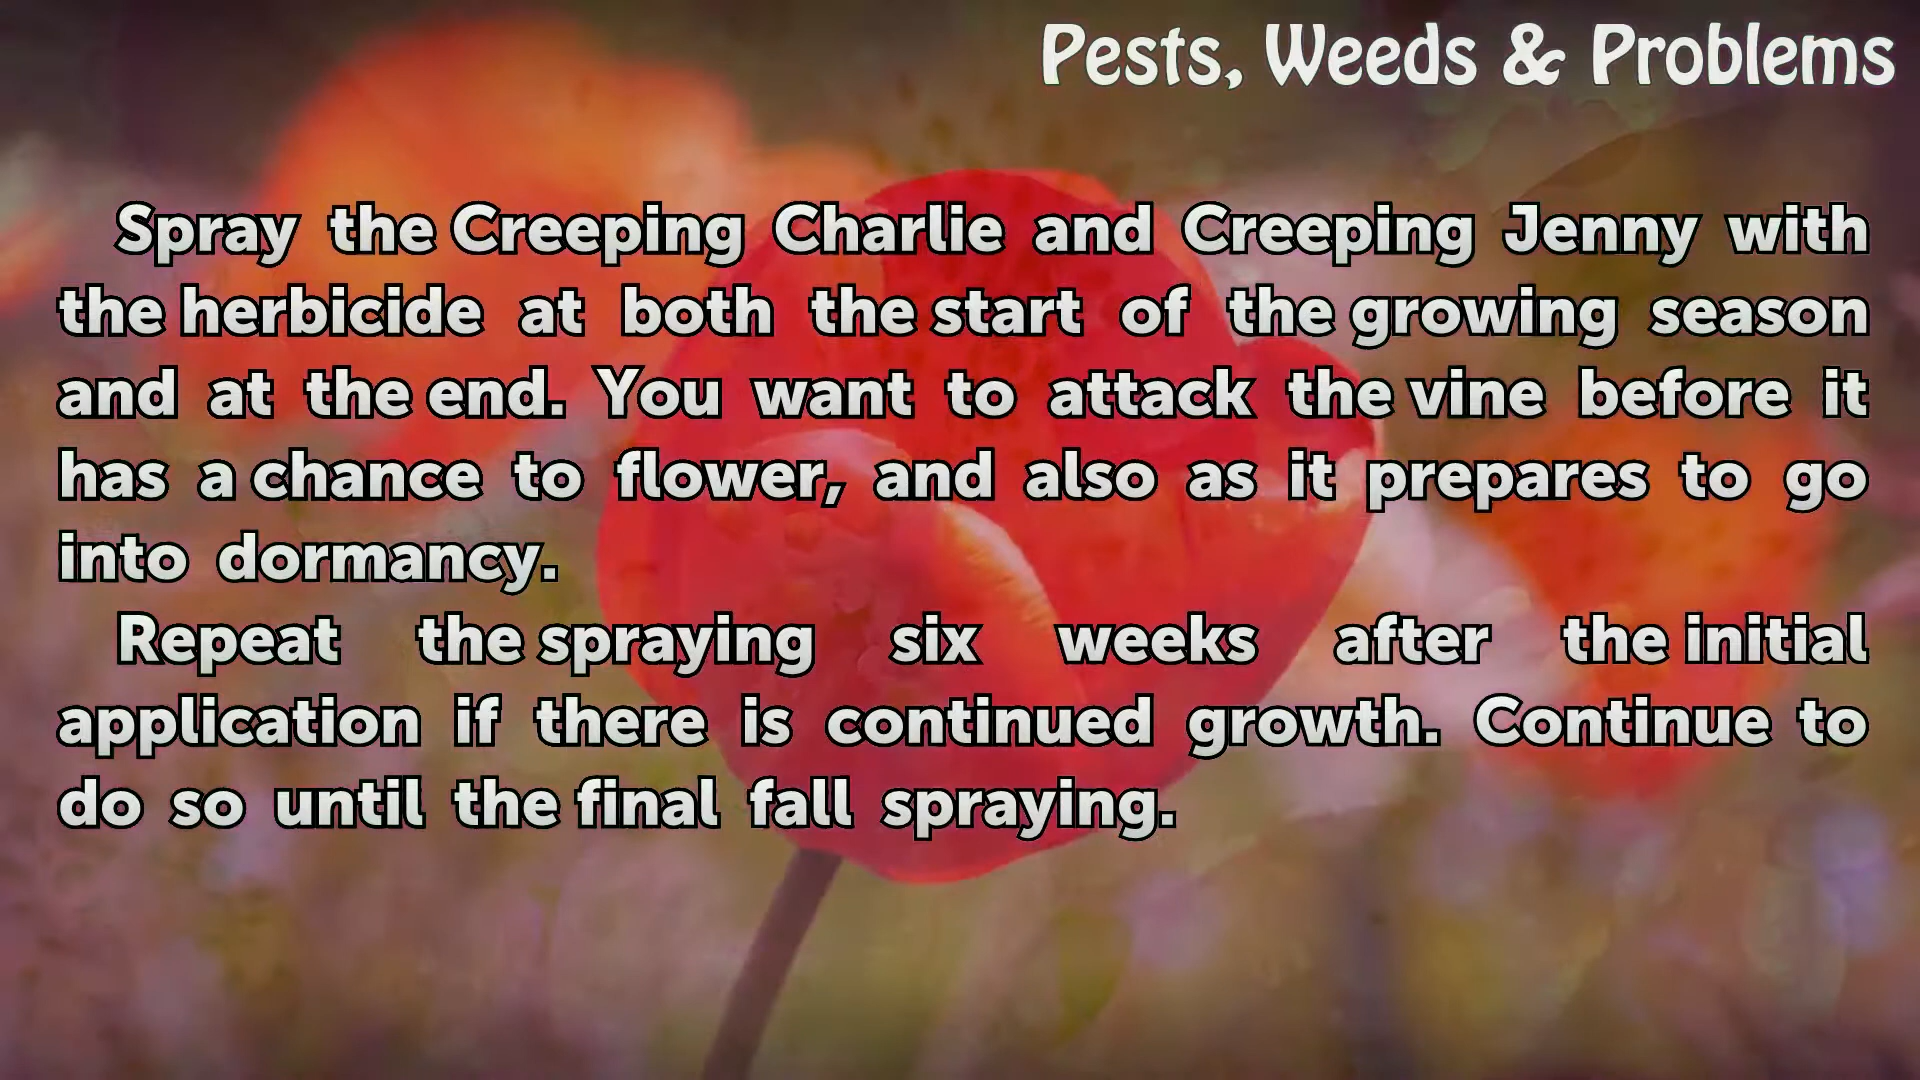 Pests, Weeds & Problems
Spray the Creeping Charlie and Creeping Jenny with
the herbicide at both the start of the growing season
and at the end. You want to attack the vine before it
has a chance to flower, and also as it prepares to go
into dormancy.
Repeat the spraying six weeks after the initial
application if there is continued growth. Continue to
do so until the final fall spraying.